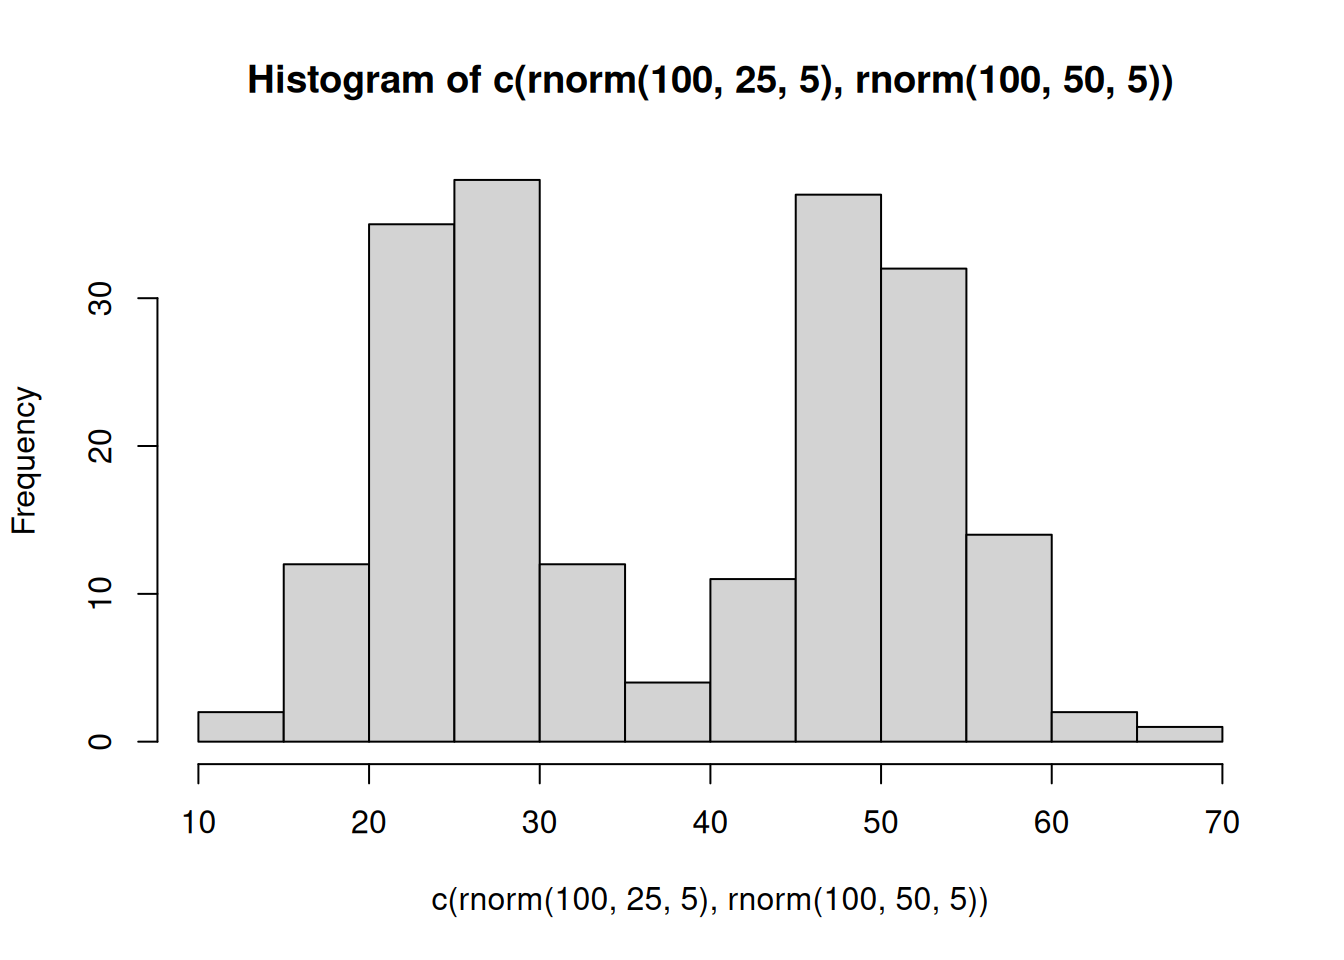 Histogram of c(rnorm(100, 25, 5), rnorm(100, 50, 5))
Frequency
30
20
10
0
10 20 30 40 50 60 70
c(rnorm(100, 25, 5), rnorm(100, 50, 5))